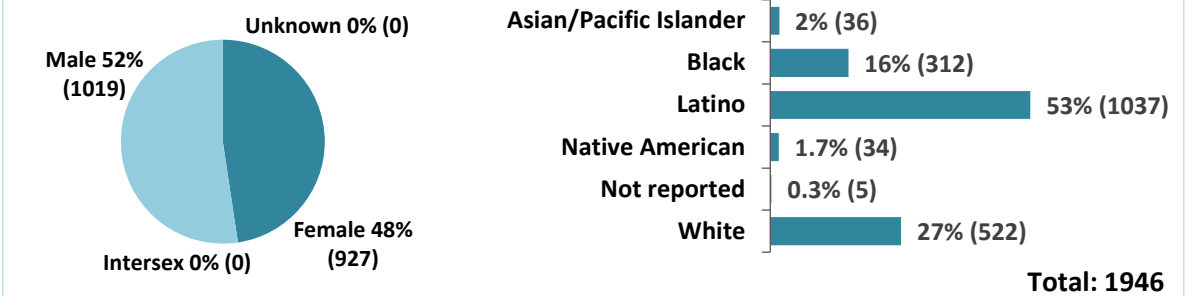 Unknown 0% (0)
Male 52%
(1019)
Female 48%
(927)
Intersex 0% (0)
Asian/Pacific Islander 2% (36)
Black 16% (312)
Latino 53% (1037)
Native American 1.7% (34)
Not reported 0.3% (5)
White 27% (522)
Total: 1946